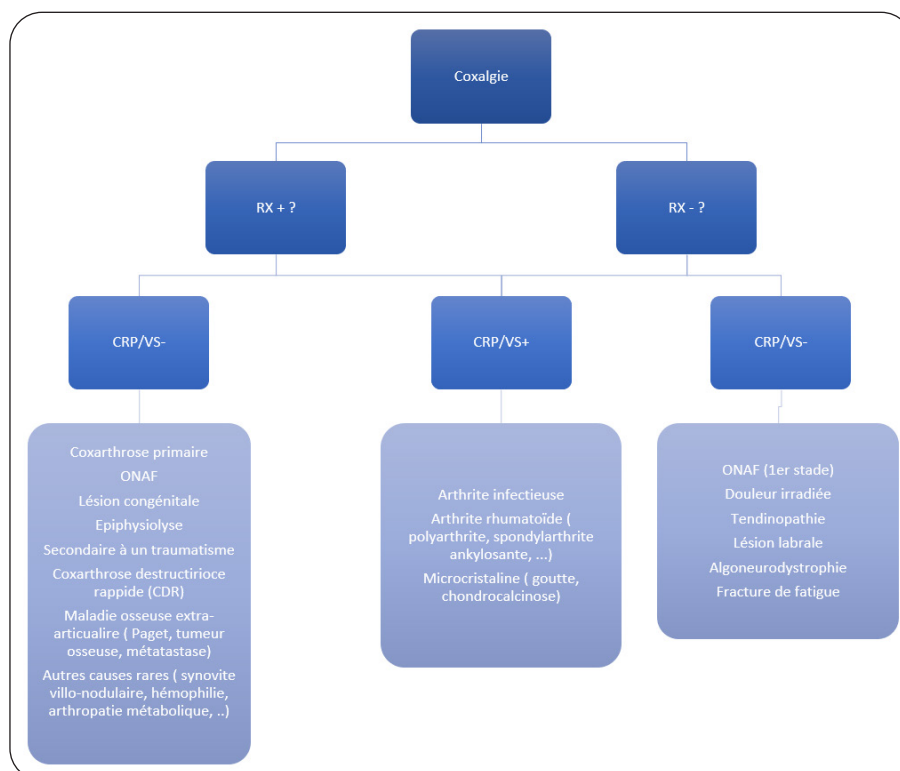 Coxalgie
RX + ?
RX - ?
CRP/VS-
CRP/VS+
CRP/VS-
Coxarthrose primaire
ONAF
Lésion congénitale
Epiphysiolyse
Secondaire à un traumatisme
Coxarthrose destructirioce
rappide (CDR)
Maladie osseuse extra-
articualire ( Paget, tumeur
osseuse, métatastase)
Autres causes rares ( synovite
villo-nodulaire, hémophilie,
arthropatie métabolique, ..)
Arthrite infectieuse
Arthrite rhumatoïde (
polyarthrite, spondylarthrite
ankylosante, ...)
Microcristaline ( goutte,
chondrocalcinose)
ONAF (1er stade)
Douleur irradiée
Tendinopathie
Lésion labrale
Algoneurodystrophie
Fracture de fatigue